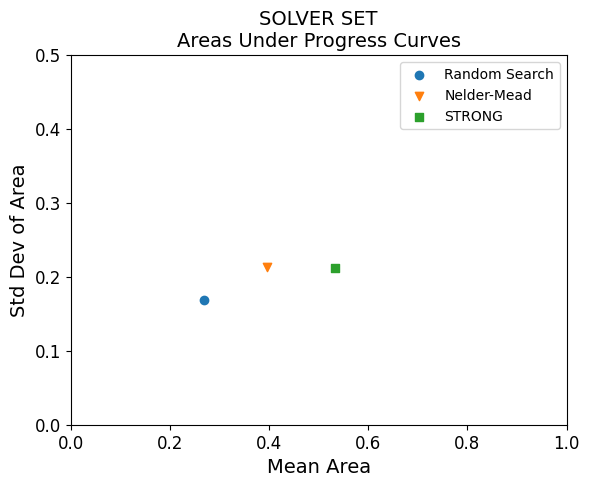 SOLVER SET
Areas Under Progress Curves
Random Search
Nelder-Mead
STRONG
Std Dev of Area
0.5
0.4
0.3
0.2
0.1
0.0
0.0 0.2 0.4 0.6 0.8 1.0
Mean Area